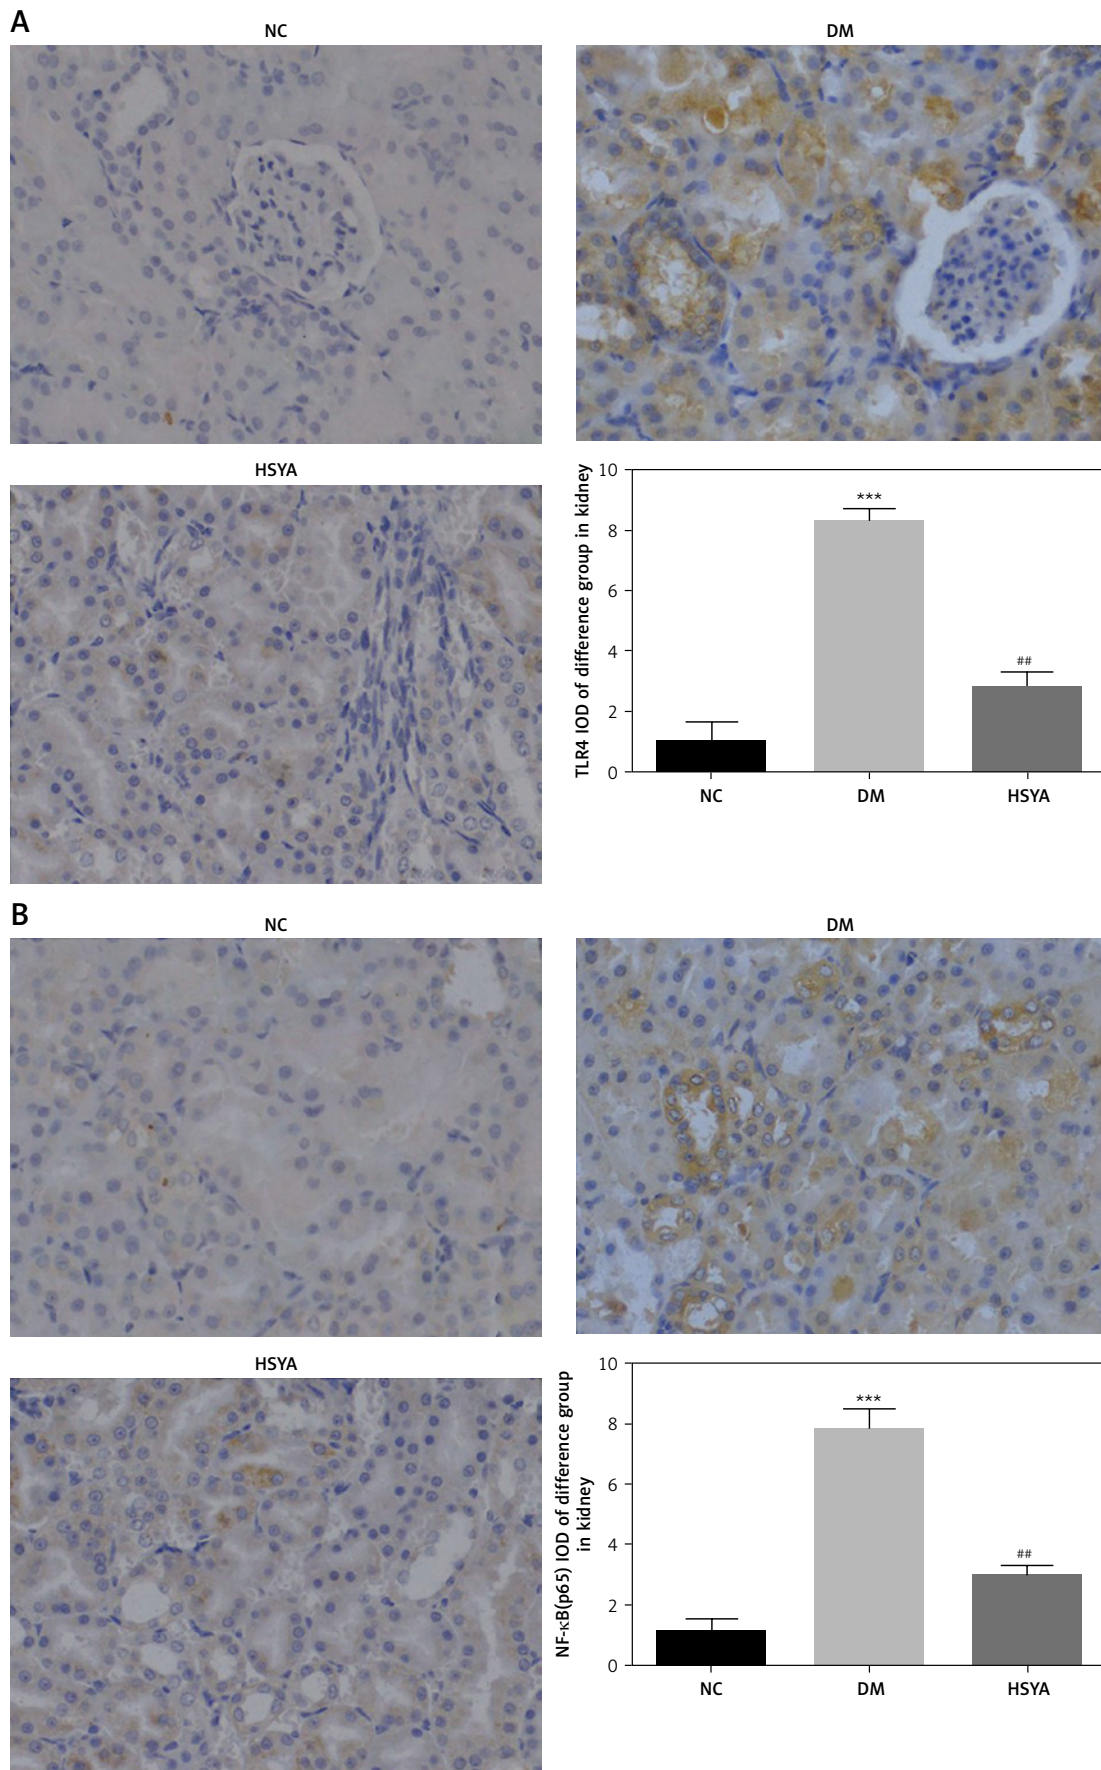 A
NC
DM
HSYA
TLR4 IOD of difference group in kidney
10
8
6
4
2
0
***
##
NC
DM
HSYA
B
NC
DM
HSYA
NF-κB(p65) IOD of difference group
in kidney
10
8
6
4
2
0
***
##
NC
DM
HSYA